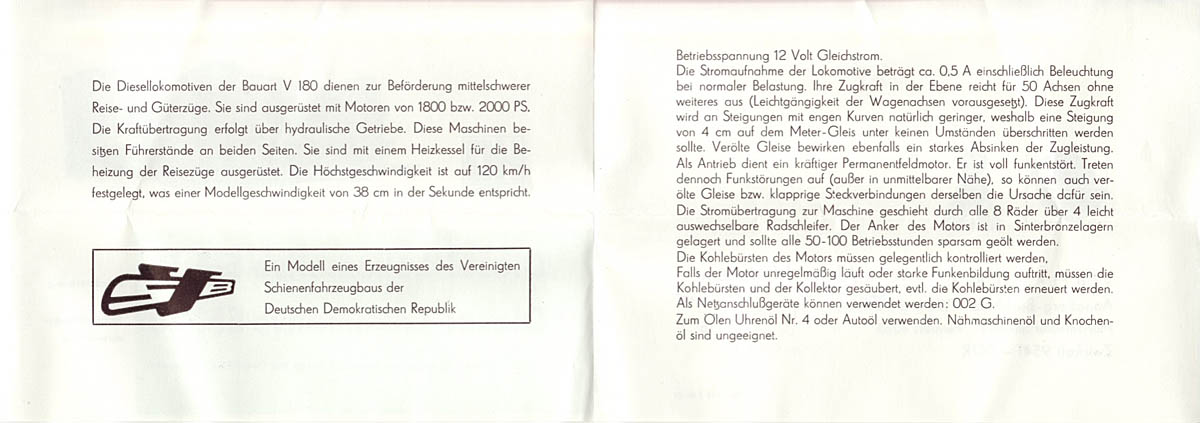 Die Diesellokomotiven der Bauart V 180 dienen zur Beförderung mittelschwerer
Reise- und Güterzüge. Sie sind ausgerüstet mit Motoren von 1800 bzw. 2000 PS.
Die Kraftübertragung erfolgt über hydraulische Getriebe. Diese Maschinen be-
sitzen Führerstände an beiden Seiten. Sie sind mit einem Heizkessel für die Be-
heizung der Reisezüge ausgerüstet. Die Höchstgeschwindigkeit ist auf 120 km/h
festgelegt, was einer Modellgeschwindigkeit von 38 cm in der Sekunde entspricht.
Ein Modell eines Erzeugnisses des Vereinigten
Schienenfahrzeugbaus der
Deutschen Demokratischen Republik
Betriebsspannung 12 Volt Gleichstrom.
Die Stromaufnahme der Lokomotive beträgt ca. 0,5 A einschließlich Beleuchtung
bei normaler Belastung. Ihre Zugkraft in der Ebene reicht für 50 Achsen ohne
weiteres aus (Leichtgängigkeit der Wagenachsen vorausgesetzt). Diese Zugkraft
wird an Steigungen mit engen Kurven natürlich geringer, weshalb eine Steigung
von 4 cm auf dem Meter-Gleis unter keinen Umständen überschritten werden
sollte. Verölte Gleise bewirken ebenfalls ein starkes Absinken der Zugleistung.
Als Antrieb dient ein kräftiger Permanentfeldmotor. Er ist voll funkentstört. Treten
dennoch Funkstörungen auf (außer in unmittelbarer Nähe), so können auch ver-
ölte Gleise bzw. klapprige Steckverbindungen derselben die Ursache dafür sein.
Die Stromübertragung zur Maschine geschieht durch alle 8 Räder über 4 leicht
auswechselbare Radschleifer. Der Anker des Motors ist in Sinterbronzelagern
gelagert und sollte alle 50-100 Betriebsstunden sparsam geölt werden.
Die Kohlebürsten des Motors müssen gelegentlich kontrolliert werden,
Falls der Motor unregelmäßig läuft oder starke Funkenbildung auftritt, müssen die
Kohlebürsten und der Kollektor gesäubert, evtl. die Kohlebürsten erneuert werden.
Als Netzanschlußgeräte können verwendet werden: 002 G.
Zum Ölen Uhrenöl Nr. 4 oder Autoöl verwenden. Nähmaschinenöl und Knochen-
öl sind ungeeignet.